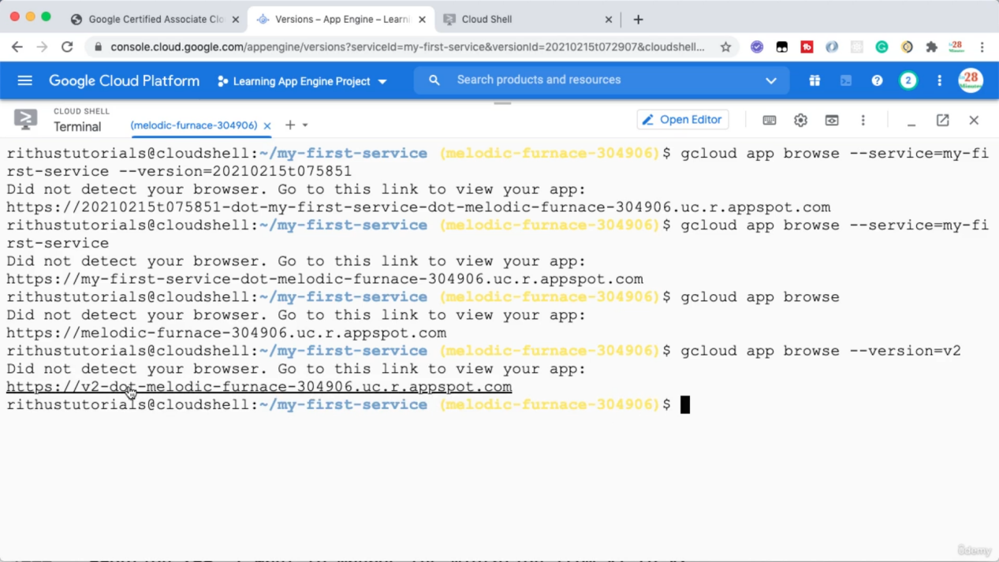 Google Certified Associate Clo
Versions – App Engine – Learni
Cloud Shell
console.cloud.google.com/appengine/versions?serviceId=my-first-service&versionId=20210215t072907&cloudshell...
28
Minutes
Google Cloud Platform
Learning App Engine Project
Search products and resources
2
28
Minutes
CLOUD SHELL
Terminal
(melodic-furnace-304906)
Open Editor
rithustutorials@cloudshell:~/my-first-service (melodic-furnace-304906)$ gcloud app browse --service=my-fi
rst-service --version=20210215t075851
Did not detect your browser. Go to this link to view your app:
https://20210215t075851-dot-my-first-service-dot-melodic-furnace-304906.uc.r.appspot.com
rithustutorials@cloudshell:~/my-first-service (melodic-furnace-304906)$ gcloud app browse --service=my-fi
rst-service
Did not detect your browser. Go to this link to view your app:
https://my-first-service-dot-melodic-furnace-304906.uc.r.appspot.com
rithustutorials@cloudshell:~/my-first-service (melodic-furnace-304906)$ gcloud app browse
Did not detect your browser. Go to this link to view your app:
https://melodic-furnace-304906.uc.r.appspot.com
rithustutorials@cloudshell:~/my-first-service (melodic-furnace-304906)$ gcloud app browse --version=v2
Did not detect your browser. Go to this link to view your app:
https://v2-dot-melodic-furnace-304906.uc.r.appspot.com
rithustutorials@cloudshell:~/my-first-service (melodic-furnace-304906)$
ûdemy